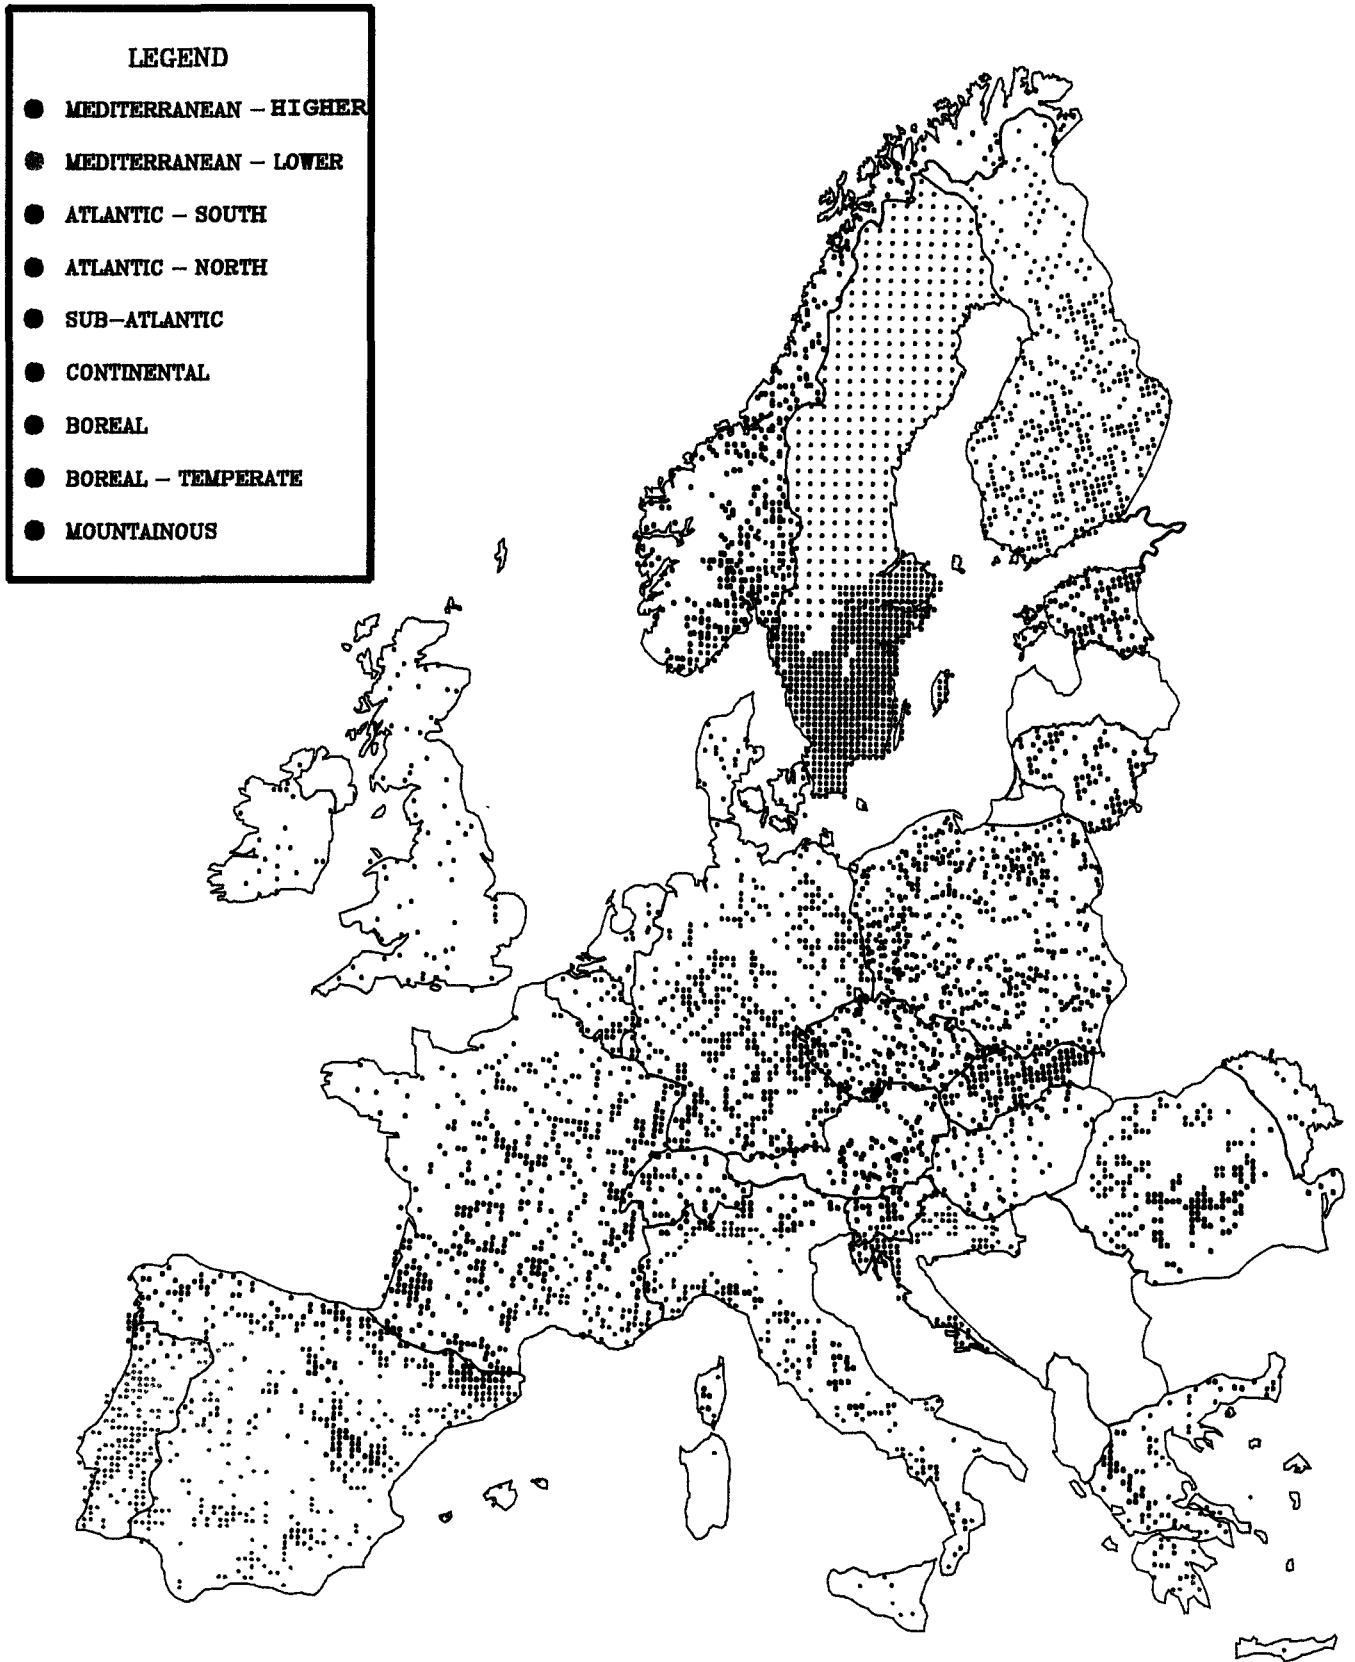 LEGEND
MEDITERRANEAN – HIGHER
MEDITERRANEAN – LOWER
ATLANTIC – SOUTH
ATLANTIC – NORTH
SUB–ATLANTIC
CONTINENTAL
BOREAL
BOREAL – TEMPERATE
MOUNTAINOUS